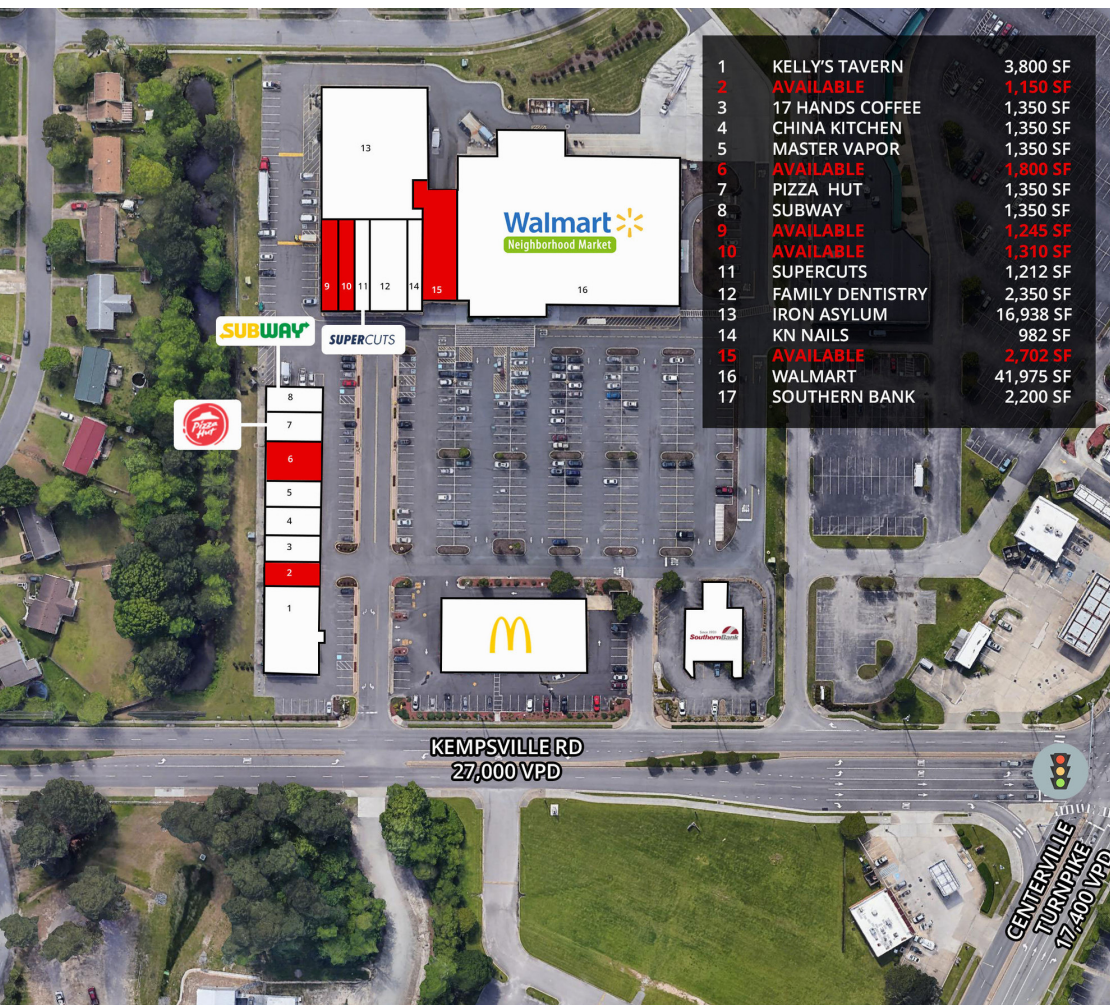 1 KELLY'S TAVERN 3,800 SF
2 AVAILABLE 1,150 SF
3 17 HANDS COFFEE 1,350 SF
4 CHINA KITCHEN 1,350 SF
5 MASTER VAPOR 1,350 SF
6 AVAILABLE 1,800 SF
7 PIZZA HUT 1,350 SF
8 SUBWAY 1,350 SF
9 AVAILABLE 1,245 SF
10 AVAILABLE 1,310 SF
11 SUPERCUTS 1,212 SF
12 FAMILY DENTISTRY 2,350 SF
13 IRON ASYLUM 16,938 SF
14 KN NAILS 982 SF
15 AVAILABLE 2,702 SF
16 WALMART 41,975 SF
17 SOUTHERN BANK 2,200 SF
13
Walmart
Neighborhood Market
9 10 11 12 14 15 16
SUBWAY
SUPERCUTS
8
Pizza
Hut
7
6
5
4
3
2
1
SouthernBank
KEMPSVILLE RD
27,000 VPD
CENTERVILLE
TURNPIKE
17,400 VPD